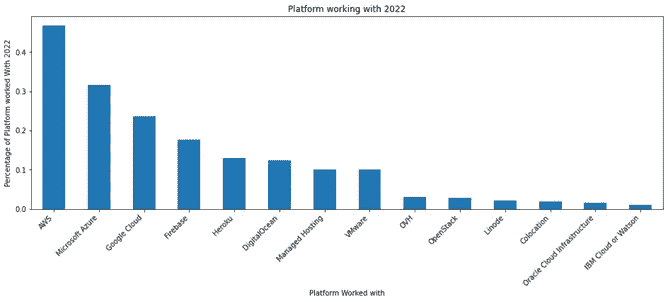 Platform working with 2022
Percentage of Platform worked With 2022
0.4
0.3
0.2
0.1
0.0
AWS
Microsoft Azure
Google Cloud
Firebase
Heroku
DigitalOcean
Managed Hosting
VMware
OVH
OpenStack
Linode
Colocation
Oracle Cloud Infrastructure
IBM Cloud or Watson
Platform Worked with